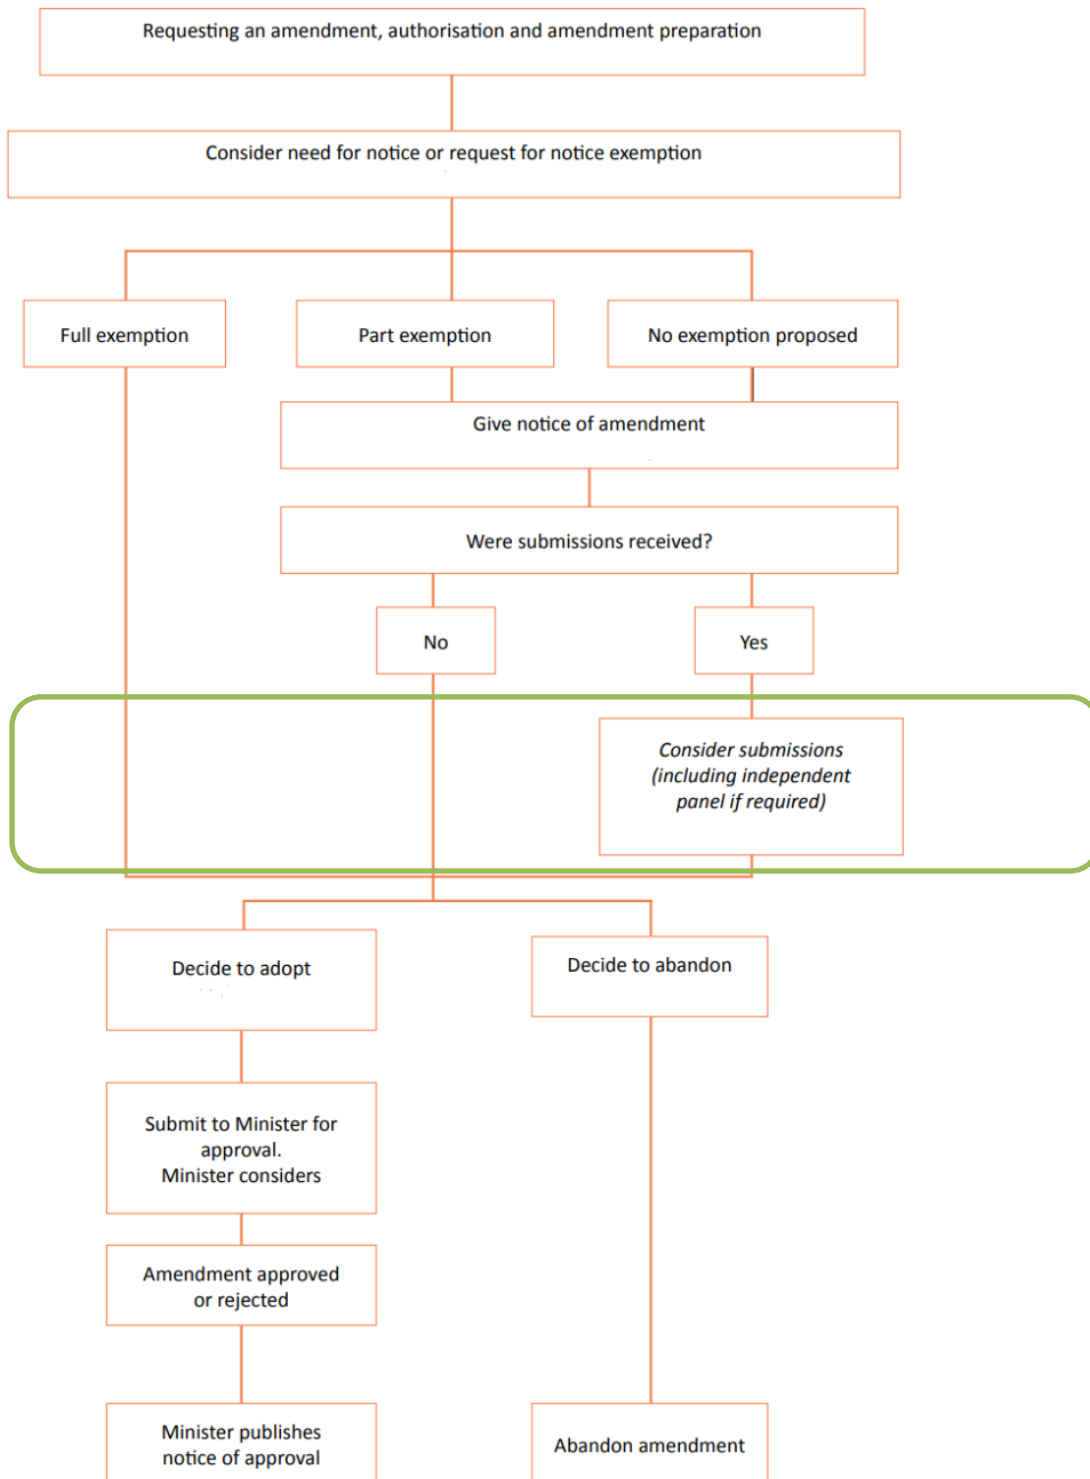 Requesting an amendment, authorisation and amendment preparation
Consider need for notice or request for notice exemption
Full exemption
Part exemption
No exemption proposed
Give notice of amendment
Were submissions received?
No
Yes
Consider submissions
(including independent
panel if required)
Decide to adopt
Decide to abandon
Submit to Minister for
approval.
Minister considers
Amendment approved
or rejected
Minister publishes
notice of approval
Abandon amendment